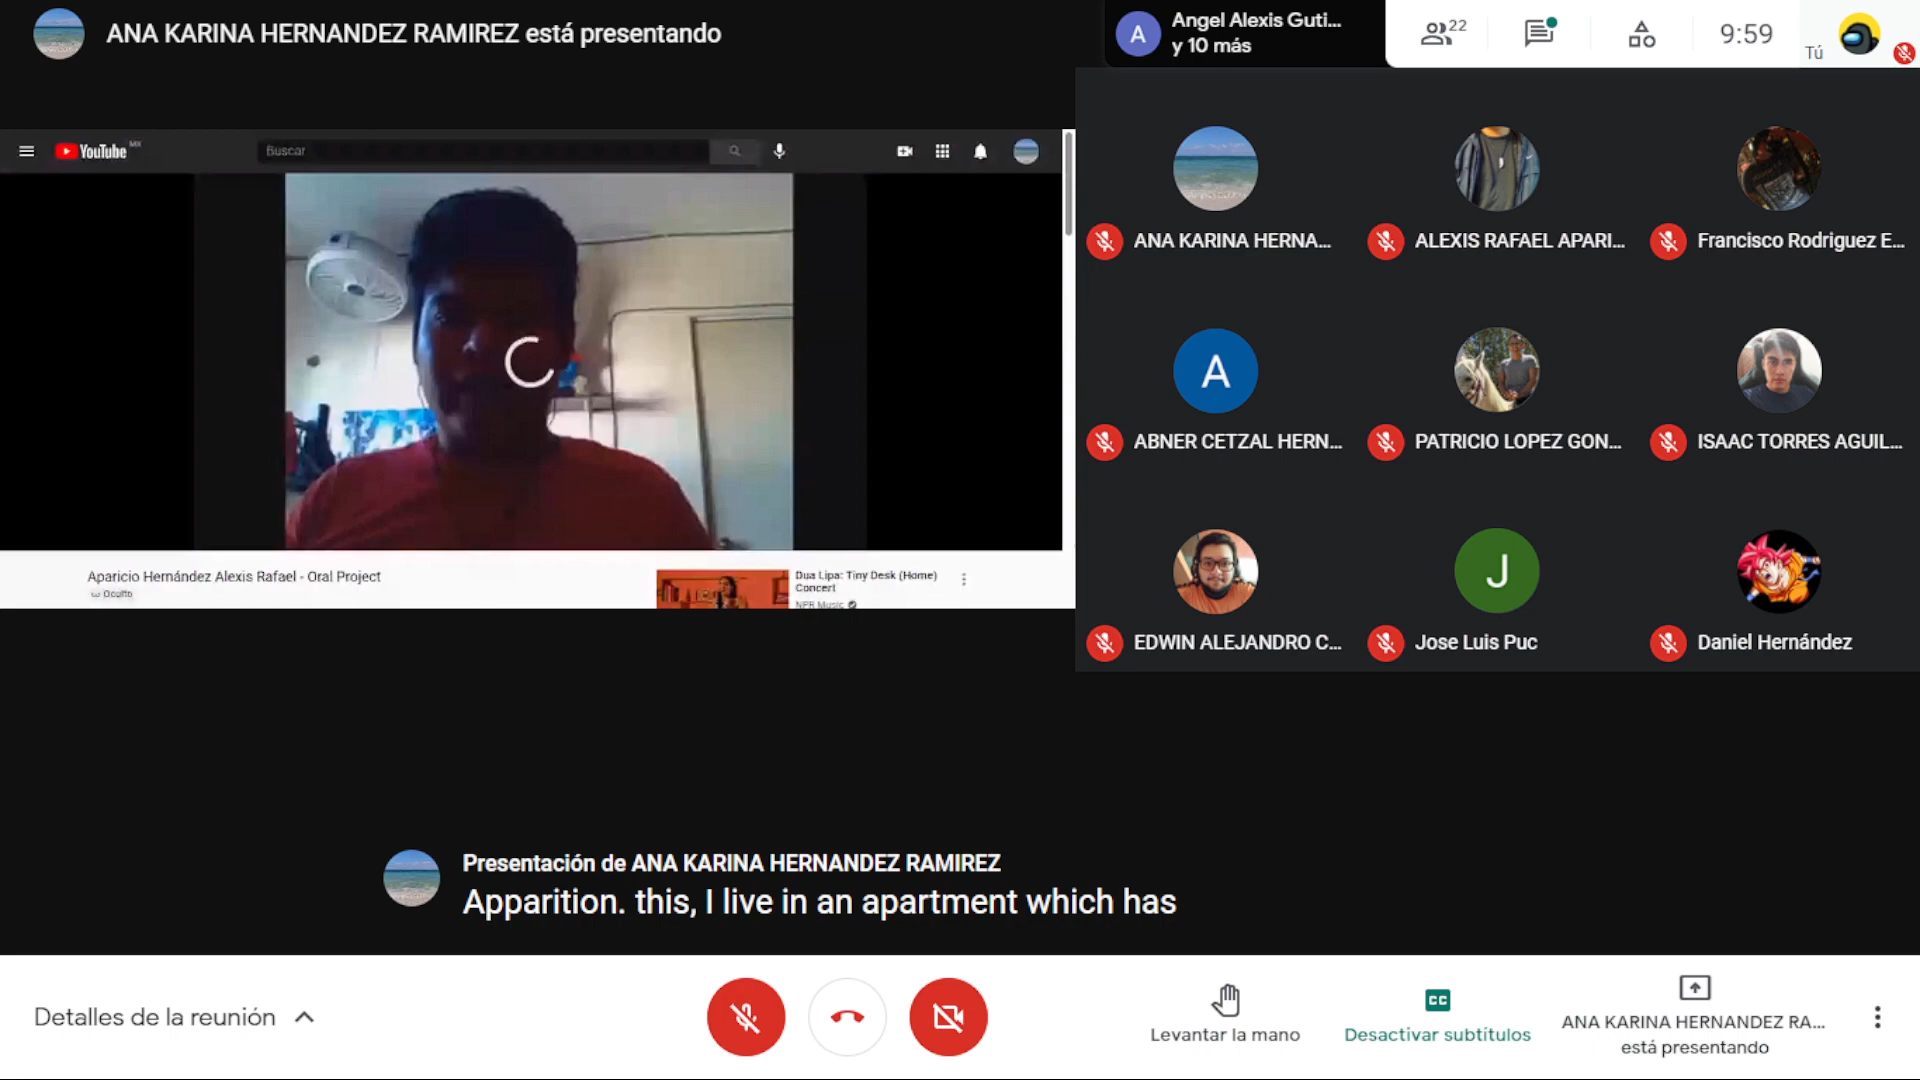 ANA KARINA HERNANDEZ RAMIREZ está presentando
A
Angel Alexis Guti...
y 10 más
22
9:59
Tú
YouTube MX
Buscar
Aparicio Hernández Alexis Rafael - Oral Project
Oculto
Dua Lipa: Tiny Desk (Home)
Concert
NPR Music
ANA KARINA HERNA...
ALEXIS RAFAEL APARI...
Francisco Rodriguez E...
A
ABNER CETZAL HERN...
PATRICIO LOPEZ GON...
ISAAC TORRES AGUIL...
EDWIN ALEJANDRO C...
J
Jose Luis Puc
Daniel Hernández
Presentación de ANA KARINA HERNANDEZ RAMIREZ
Apparition. this, I live in an apartment which has
Detalles de la reunión
Levantar la mano
CC
Desactivar subtítulos
ANA KARINA HERNANDEZ RA...
está presentando